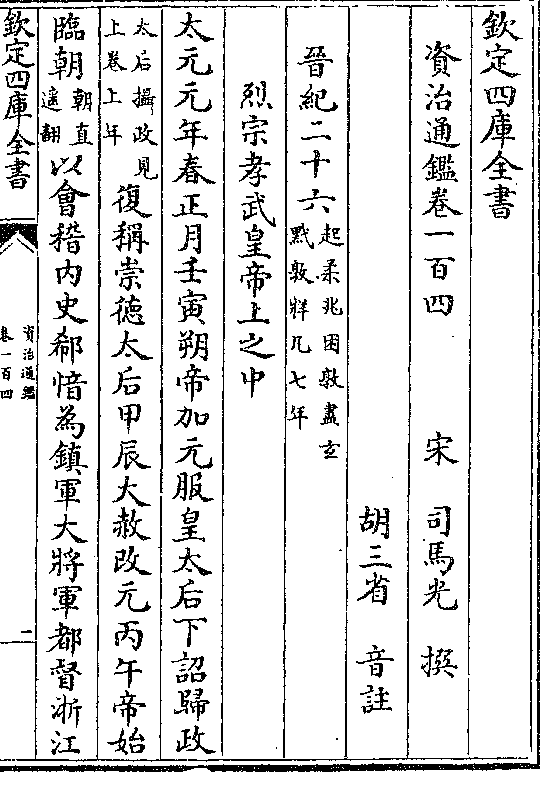 欽定四庫全書
資治通鑑卷一百四
宋 司馬光 撰
胡三省 音註
晉紀二十六起柔兆困敦盡玄黓敦牂凡七年
烈宗孝武皇帝上之中
太元元年春正月壬寅朔帝加元服皇太后下詔歸政
太后攝政見上卷上年復稱崇德太后甲辰大赦改元丙午帝始
臨朝朝直遥翻以會稽内史郗愔為鎮軍大將軍都督浙江
欽定四庫全書
資治通鑑
卷一百四
二